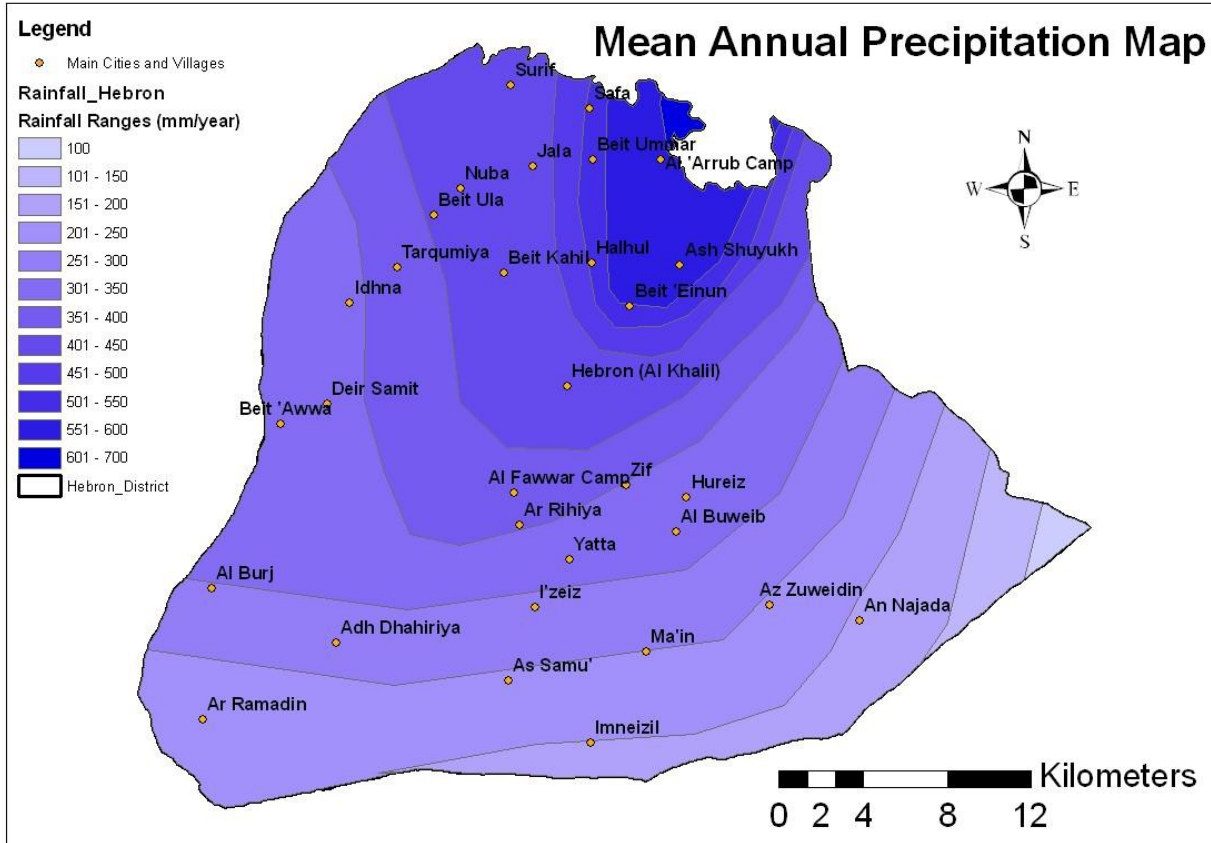 Mean Annual Precipitation Map
Legend
Main Cities and Villages
Rainfall_Hebron
Rainfall Ranges (mm/year)
100
101 - 150
151 - 200
201 - 250
251 - 300
301 - 350
351 - 400
401 - 450
451 - 500
501 - 550
551 - 600
601 - 700
Hebron_District
N
W
E
S
Surif
Safa
Beit Ummar
Al 'Arrub Camp
Jala
Nuba
Beit Ula
Tarqumiya
Beit Kahil
Halhul
Ash Shuyukh
Idhna
Beit 'Einun
Hebron (Al Khalil)
Deir Samit
Beit 'Awwa
Al Fawwar Camp
Zif
Hureiz
Ar Rihiya
Al Buweib
Yatta
Al Burj
I'zeiz
Az Zuweidin
An Najada
Adh Dhahiriya
Ma'in
As Samu'
Ar Ramadin
Imneizil
Kilometers
0 2 4 8 12